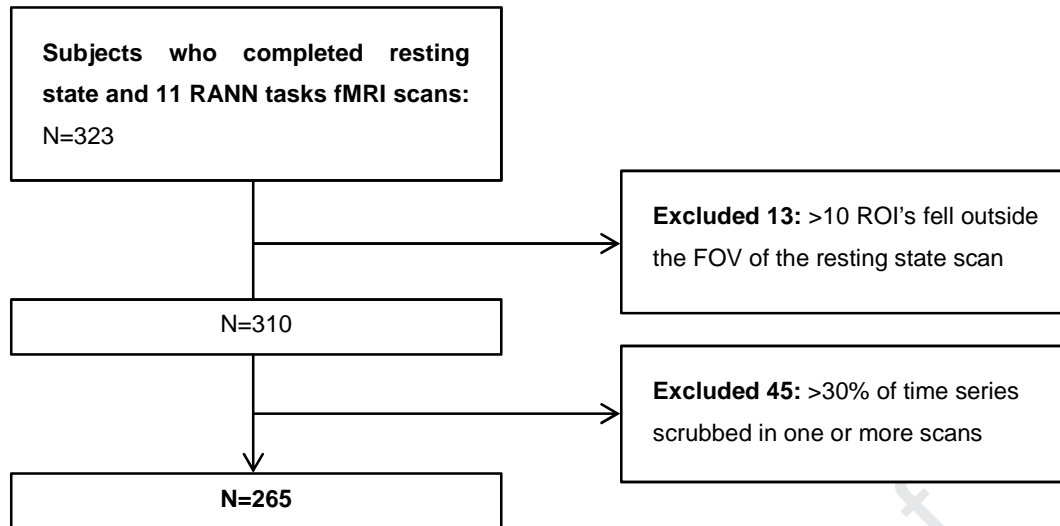 Subjects who completed resting
state and 11 RANN tasks fMRI scans:
N=323
Excluded 13: >10 ROI’s fell outside
the FOV of the resting state scan
N=310
Excluded 45: >30% of time series
scrubbed in one or more scans
N=265
f